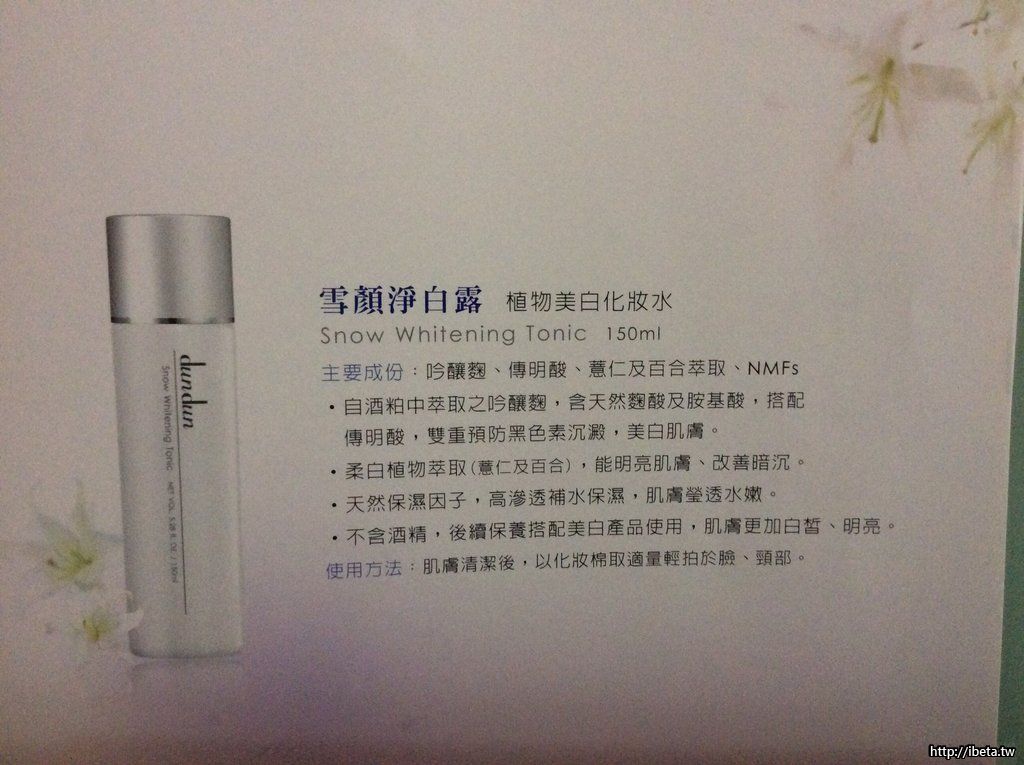 雪顏淨白露 植物美白化妝水
Snow Whitening Tonic 150ml
主要成份：吟釀麴、傳明酸、薏仁及百合萃取、NMFs
・自酒粕中萃取之吟釀麴，含天然麴酸及胺基酸，搭配
傳明酸，雙重預防黑色素沉澱，美白肌膚。
・柔白植物萃取(薏仁及百合)，能明亮肌膚、改善暗沉。
・天然保濕因子，高滲透補水保濕，肌膚瑩透水嫩。
・不含酒精，後續保養搭配美白產品使用，肌膚更加白皙、明亮。
使用方法：肌膚清潔後，以化妝棉取適量輕拍於臉、頸部。
dundun
Snow Whitening Tonic NET VOL. 5.28 FL.OZ / 150ml
http://ibeta.tw